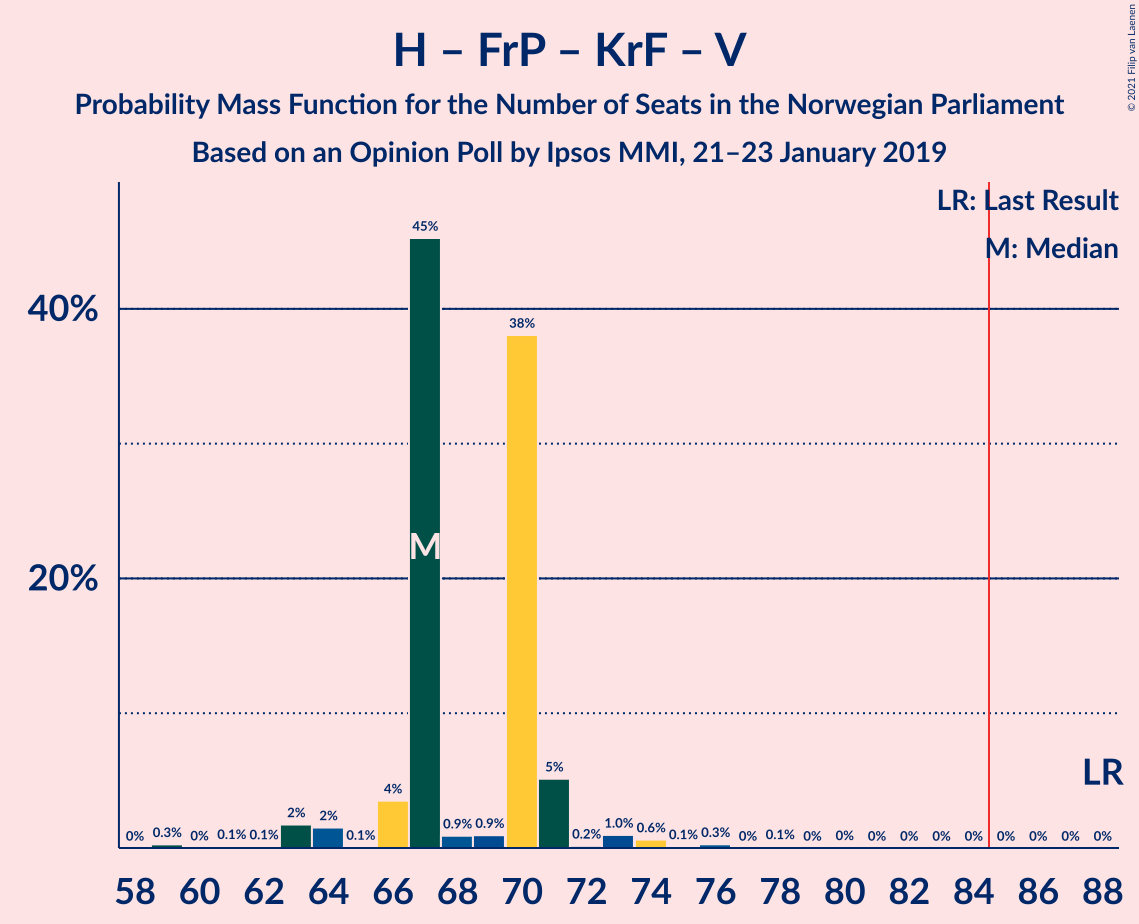 H – FrP – KrF – V
Probability Mass Function for the Number of Seats in the Norwegian Parliament
Based on an Opinion Poll by Ipsos MMI, 21–23 January 2019
© 2021 Filip van Laenen
LR: Last Result
M: Median
45%
40%
38%
M
20%
LR
5%
4%
2% 2%
0% 0.3% 0% 0.1% 0.1% 0.1% 0.9% 0.9% 0.2% 1.0% 0.6% 0.1% 0.3% 0% 0.1% 0% 0% 0% 0% 0% 0% 0% 0% 0% 0%
58 60 62 64 66 68 70 72 74 76 78 80 82 84 86 88